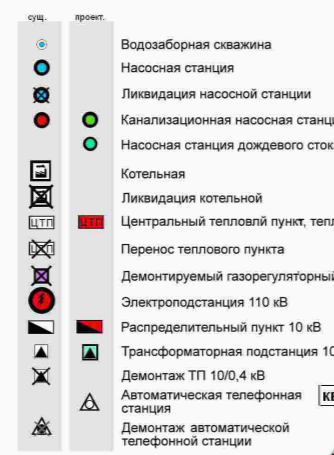 сущ. проект.
Водозаборная скважина
Насосная станция
Ликвидация насосной станции
Канализационная насосная станц
Насосная станция дождевого сток
Котельная
Ликвидация котельной
ЦТП ЦТП Центральный тепловлй пункт, тепл
ЦТП Перенос теплового пункта
Демонтируемый газорегуляторный
Электроподстанция 110 кВ
Распределительный пункт 10 кВ
Трансформаторная подстанция 10
Демонтаж ТП 10/0,4 кВ
Автоматическая телефонная
станция
Демонтаж автоматической
телефонной станции